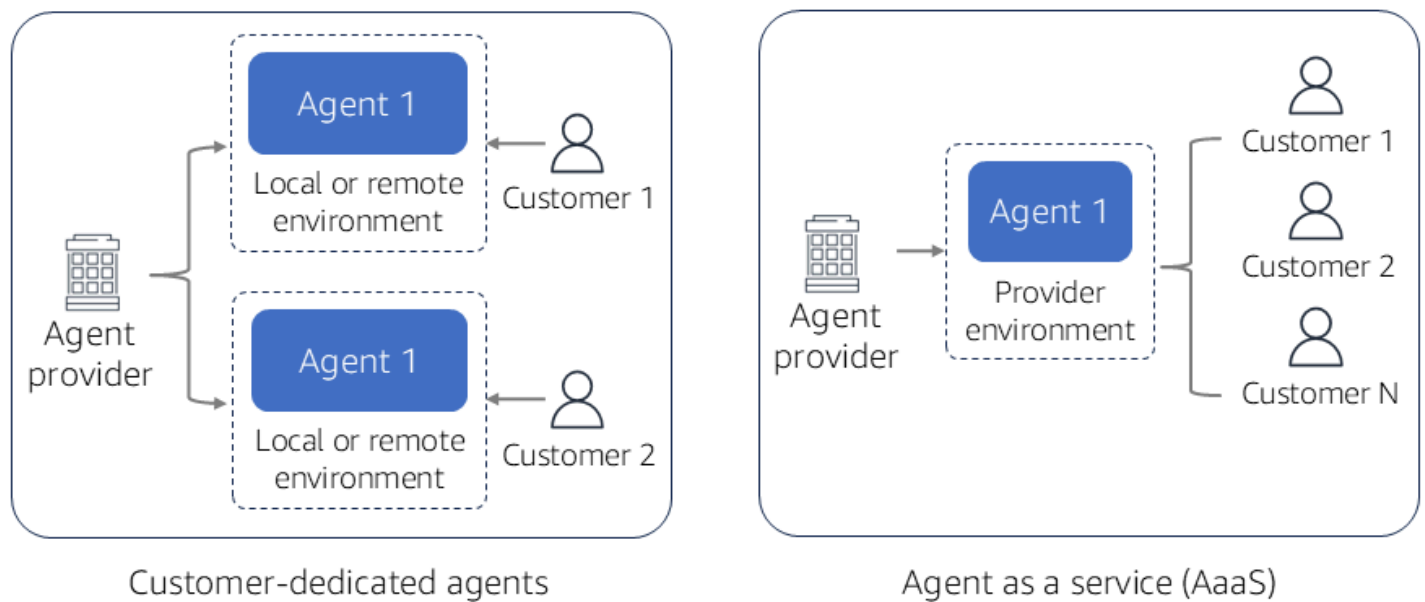 Agent 1
Local or remote
environment
Customer 1
Agent
provider
Agent 1
Local or remote
environment
Customer 2
Customer-dedicated agents
Agent
provider
Agent 1
Provider
environment
Customer 1
Customer 2
Customer N
Agent as a service (AaaS)